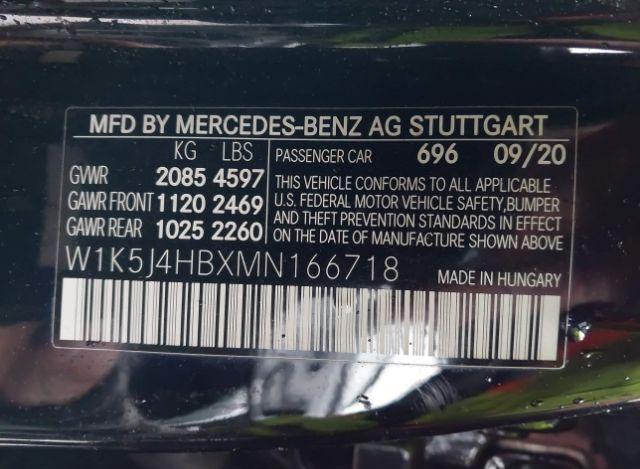 MFD BY MERCEDES-BENZ AG STUTTGART
KG LBS
GWR 2085 4597
GAWR FRONT 1120 2469
GAWR REAR 1025 2260
PASSENGER CAR 696 09/20
THIS VEHICLE CONFORMS TO ALL APPLICABLE
U.S. FEDERAL MOTOR VEHICLE SAFETY, BUMPER
AND THEFT PREVENTION STANDARDS IN EFFECT
ON THE DATE OF MANUFACTURE SHOWN ABOVE.
W1K5J4HBXMN166718
MADE IN HUNGARY